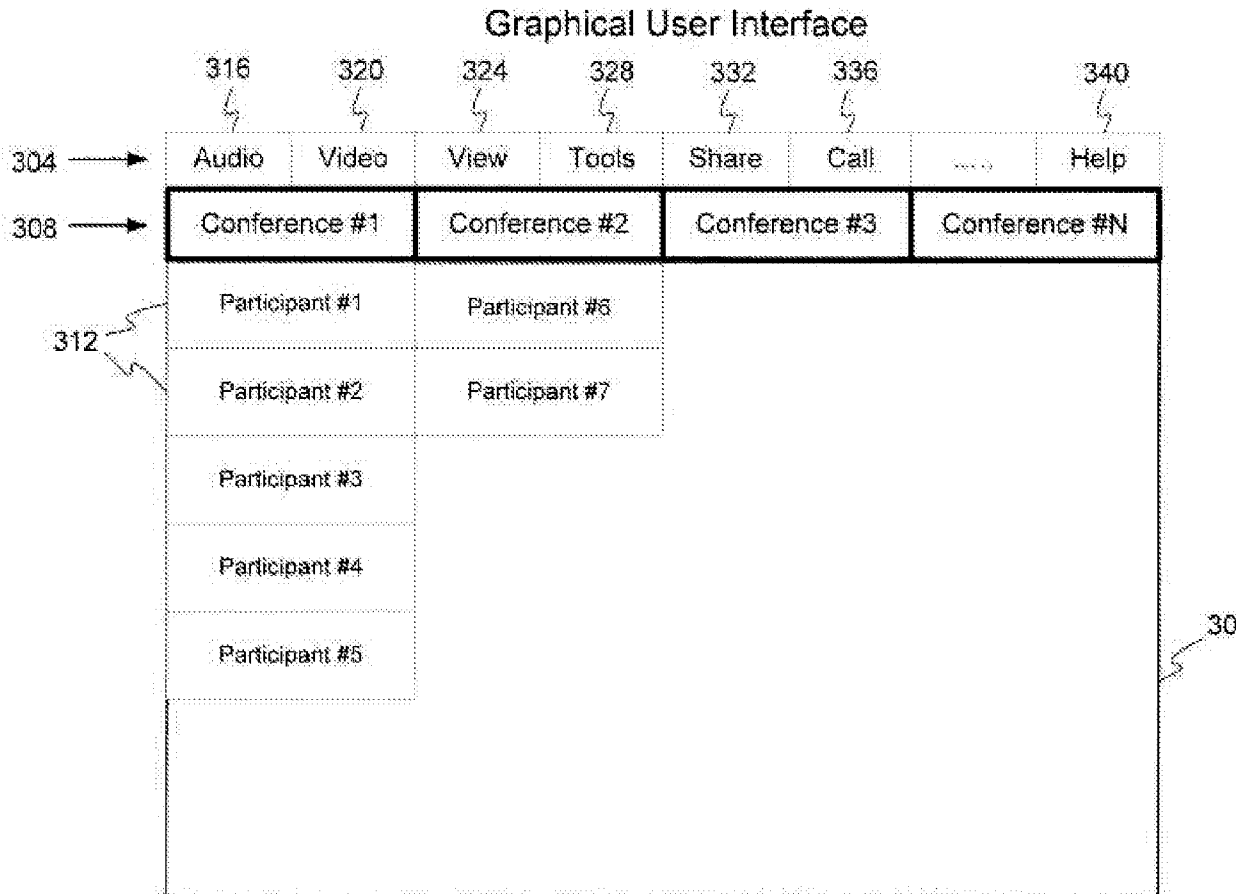 Graphical User Interface
316 320 324 328 332 336 340
304 Audio Video View Tools Share Call ..... Help
308 Conference #1 Conference #2 Conference #3 Conference #N
Participant #1 Participant #6
312
Participant #2 Participant #7
Participant #3
Participant #4
Participant #5
30